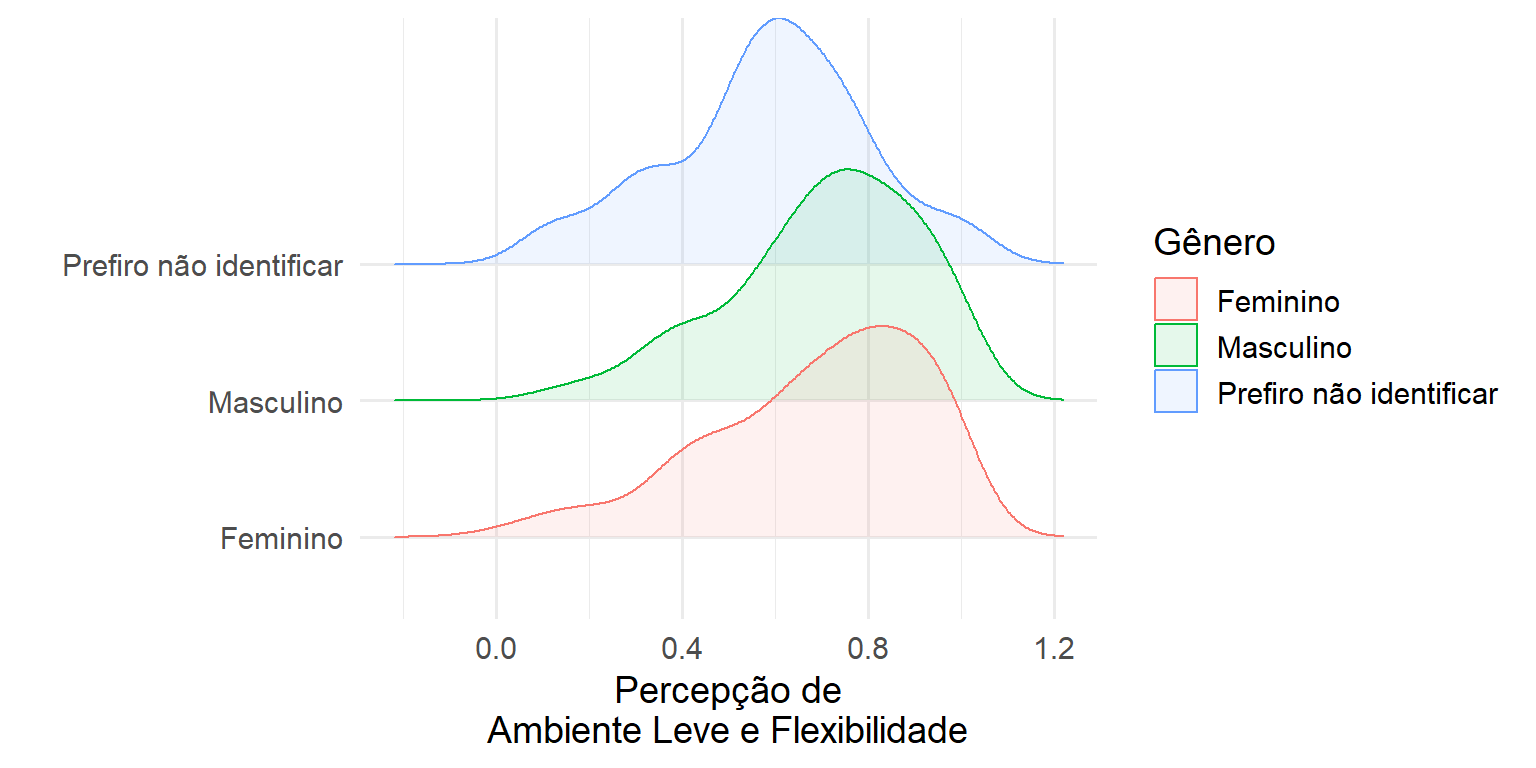 Prefiro não identificar
Masculino
Feminino
0.0 0.4 0.8 1.2
Percepção de
Ambiente Leve e Flexibilidade
Gênero
Feminino
Masculino
Prefiro não identificar